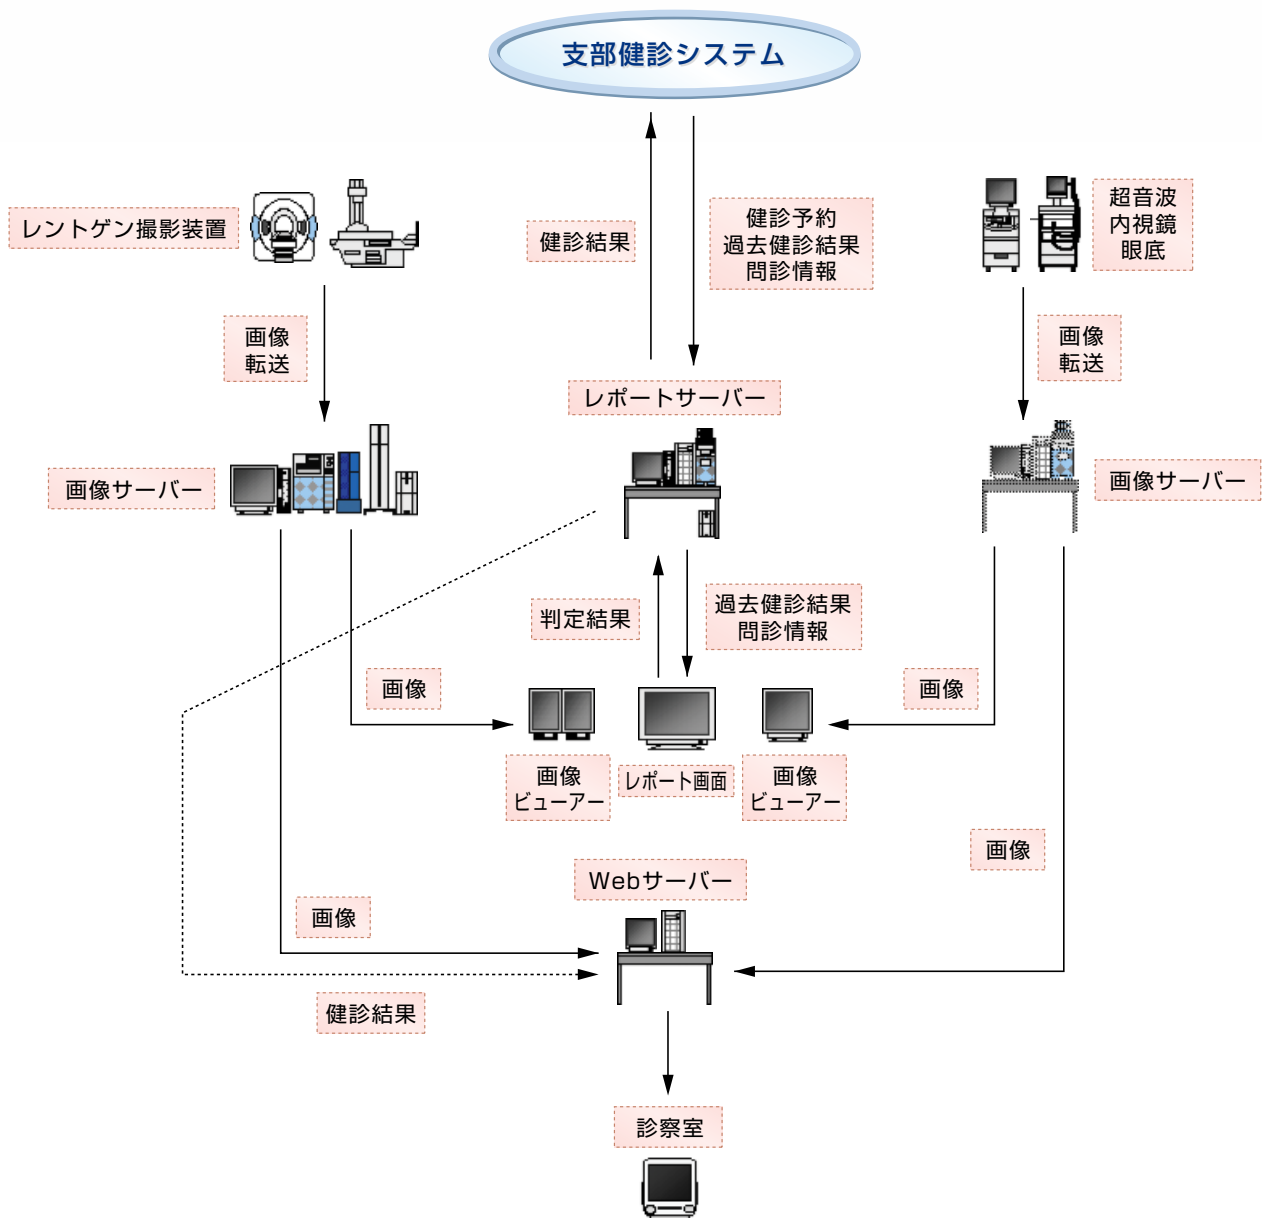 支部健診システム
レントゲン撮影装置
健診結果
健診予約
過去健診結果
問診情報
超音波
内視鏡
眼底
画像
転送
画像
転送
レポートサーバー
画像サーバー
画像サーバー
判定結果
過去健診結果
問診情報
画像
画像
画像
ビューアー
レポート画面
画像
ビューアー
画像
Webサーバー
画像
健診結果
診察室